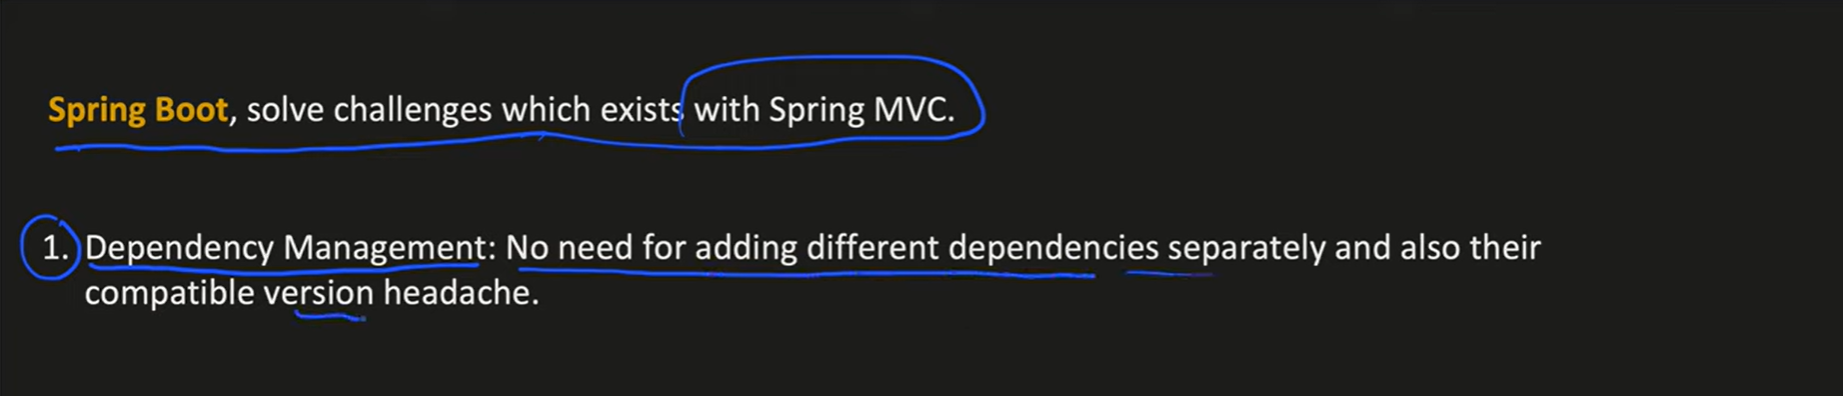 Spring Boot, solve challenges which exists with Spring MVC.
1. Dependency Management: No need for adding different dependencies separately and also their
compatible version headache.